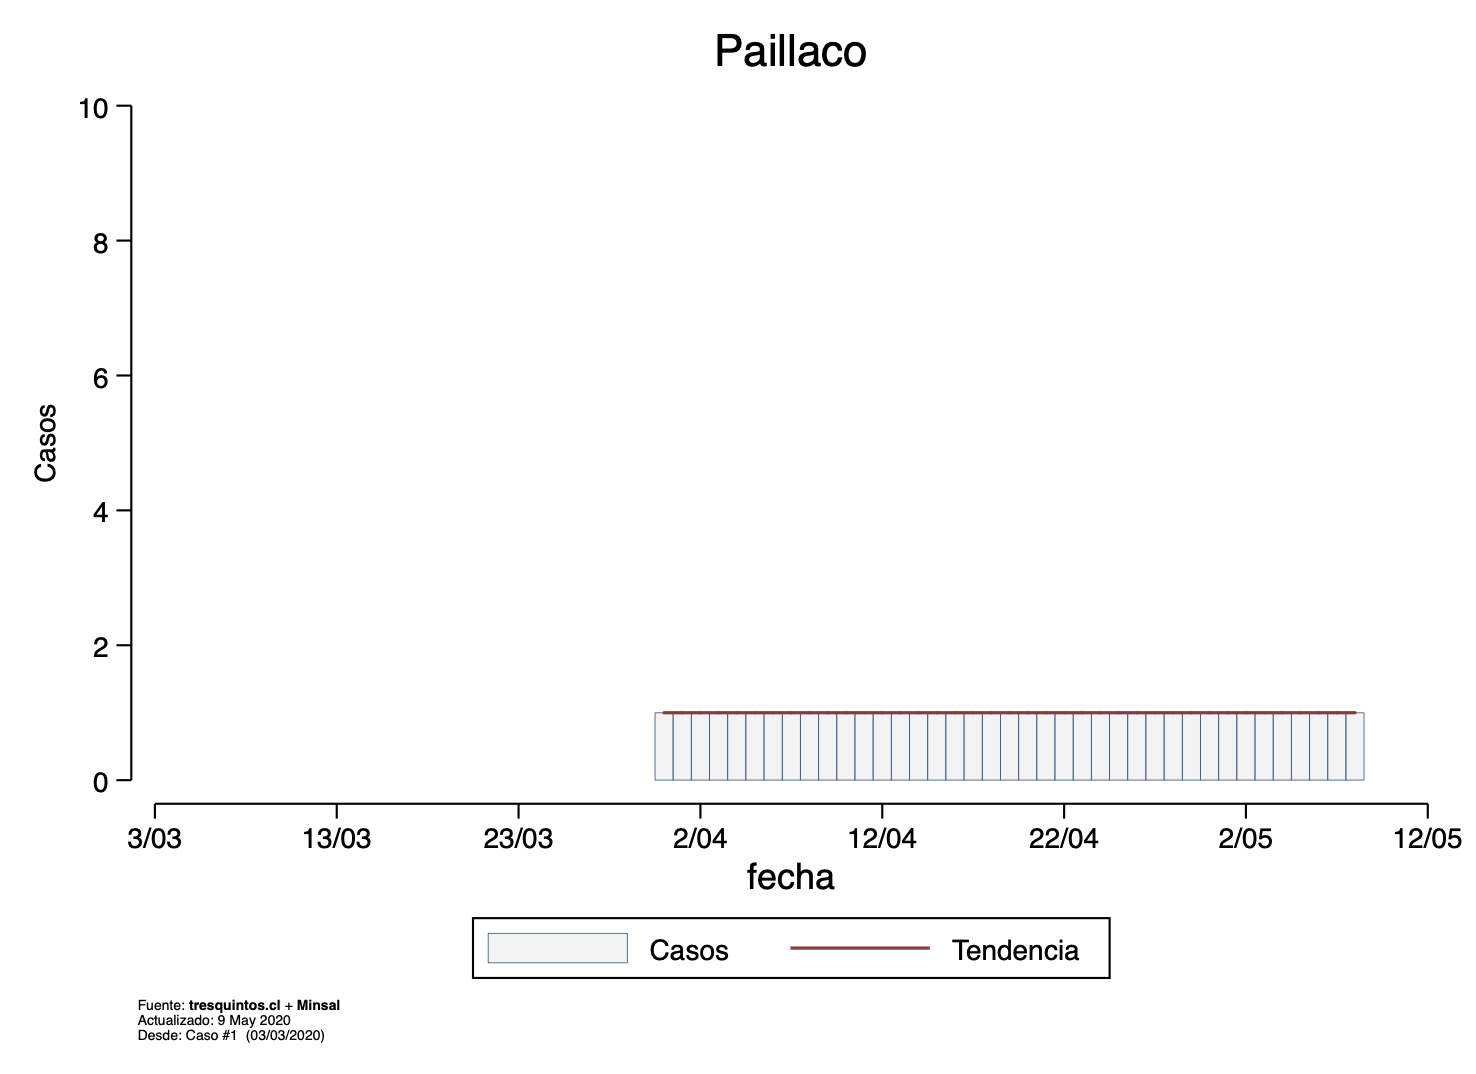 Paillaco
10
8
6
4
2
0
Casos
3/03 13/03 23/03 2/04 12/04 22/04 2/05 12/05
fecha
Casos Tendencia
Fuente: tresquintos.cl + Minsal
Actualizado: 9 May 2020
Desde: Caso #1 (03/03/2020)